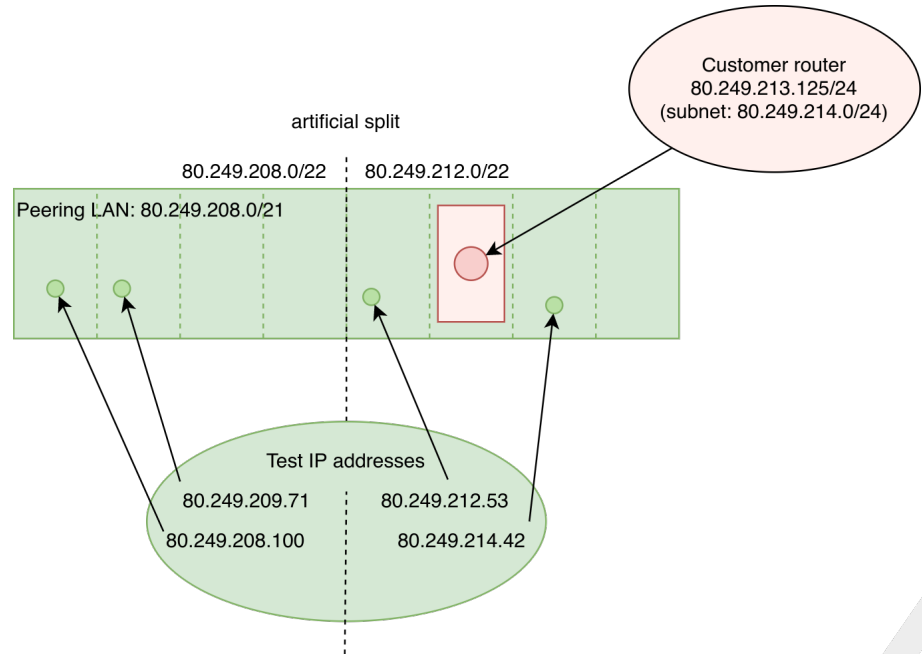 Customer router
80.249.213.125/24
(subnet: 80.249.214.0/24)
artificial split
80.249.208.0/22
80.249.212.0/22
Peering LAN: 80.249.208.0/21
Test IP addresses
80.249.209.71
80.249.212.53
80.249.208.100
80.249.214.42